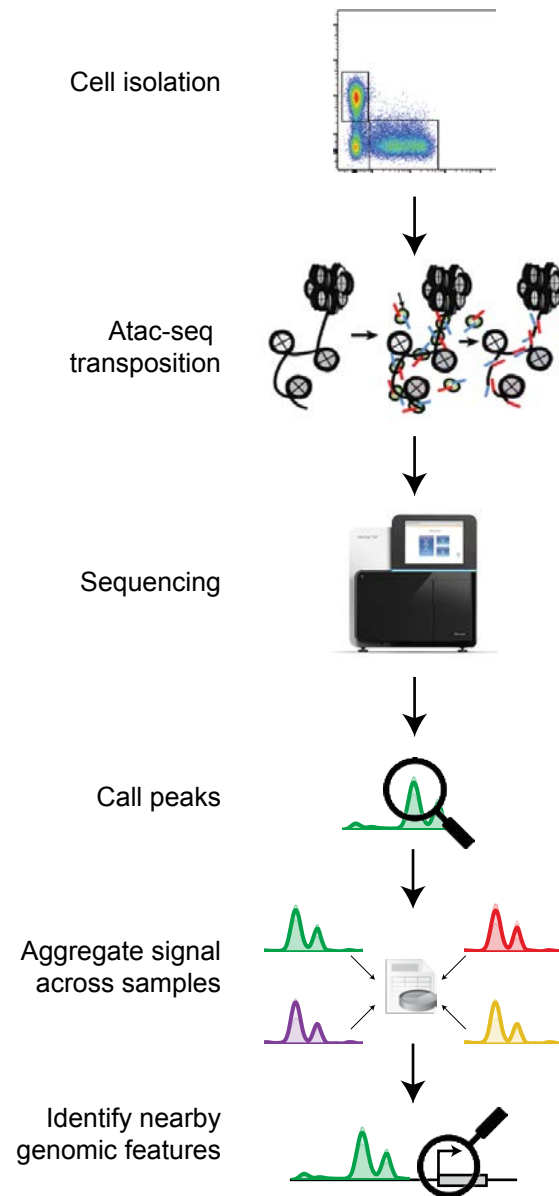 Cell isolation
Atac-seq
transposition
Sequencing
Call peaks
Aggregate signal
across samples
Identify nearby
genomic features